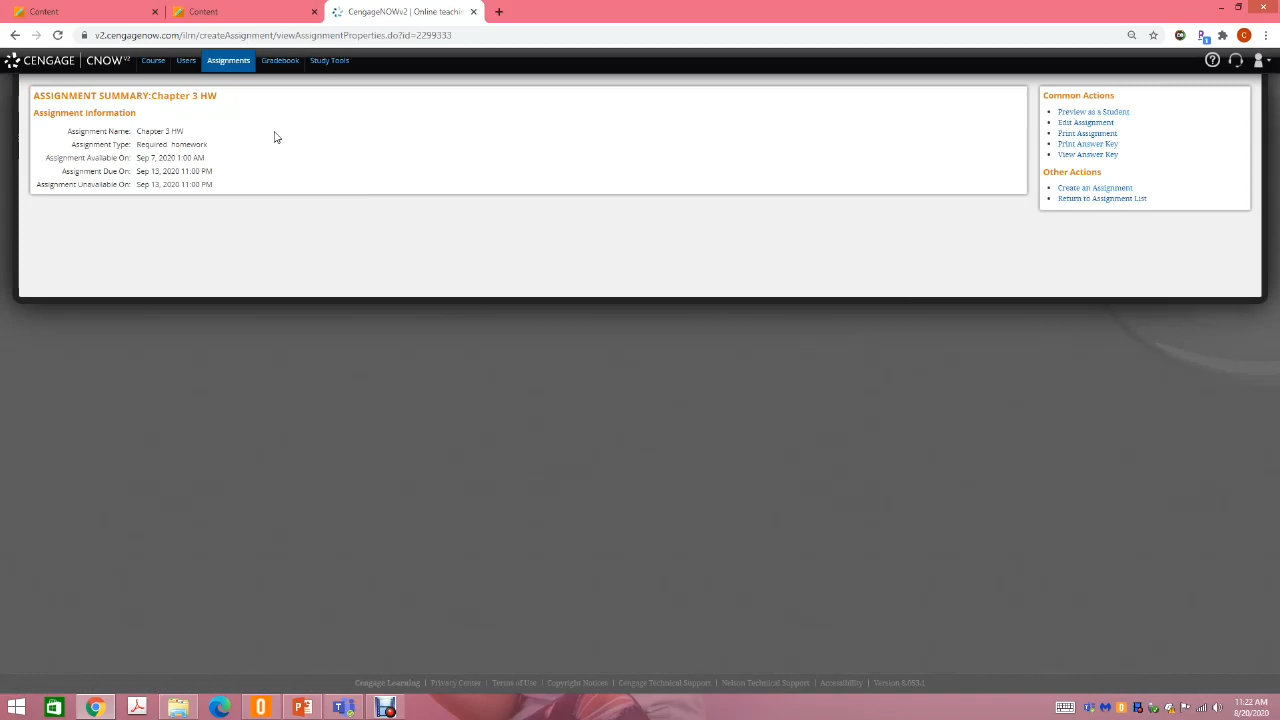 Content
Content
CengageNOWv2 | Online teachin
v2.cengagenow.com/ilrn/createAssignment/viewAssignmentProperties.do?id=2299333
CENGAGE | CNOWv2
Course
Users
Assignments
Gradebook
Study Tools
ASSIGNMENT SUMMARY:Chapter 3 HW
Assignment Information
Assignment Name: Chapter 3 HW
Assignment Type: Required homework
Assignment Available On: Sep 7, 2020 1:00 AM
Assignment Due On: Sep 13, 2020 11:00 PM
Assignment Unavailable On: Sep 13, 2020 11:00 PM
Common Actions
Preview as a Student
Edit Assignment
Print Assignment
Print Answer Key
View Answer Key
Other Actions
Create an Assignment
Return to Assignment List
Cengage Learning | Privacy Center | Terms of Use | Copyright Notices | Cengage Technical Support | Nelson Technical Support | Accessibility | Version 8.053.1
11:22 AM
8/20/2020